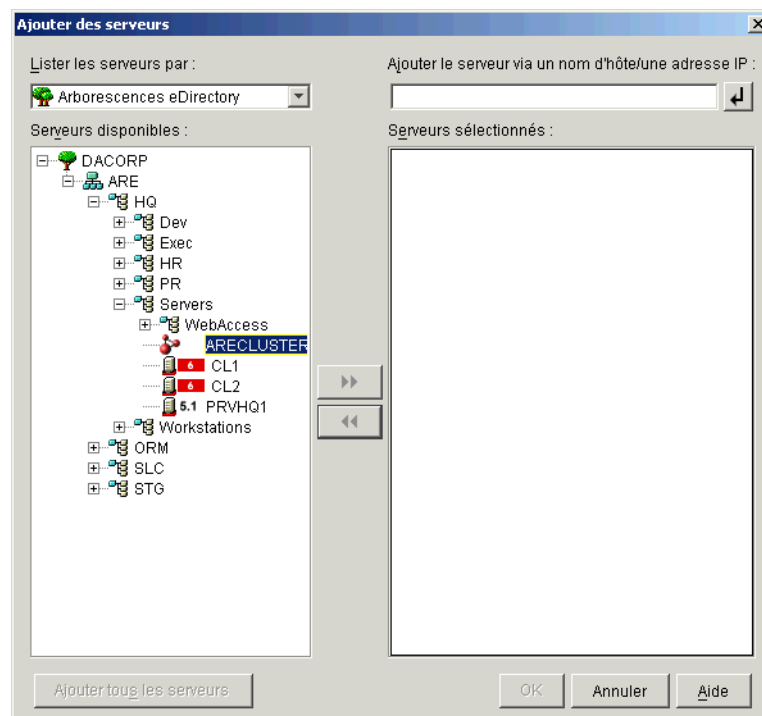 Ajouter des serveurs
Lister les serveurs par :
Arborescences eDirectory
Serveurs disponibles :
DACORP
ARE
HQ
Dev
Exec
HR
PR
Servers
WebAccess
ARECLUSTER
6 CL1
6 CL2
5.1 PRVHQ1
Workstations
ORM
SLC
STG
Ajouter le serveur via un nom d'hôte/une adresse IP :
Serveurs sélectionnés :
Ajouter tous les serveurs
OK
Annuler
Aide